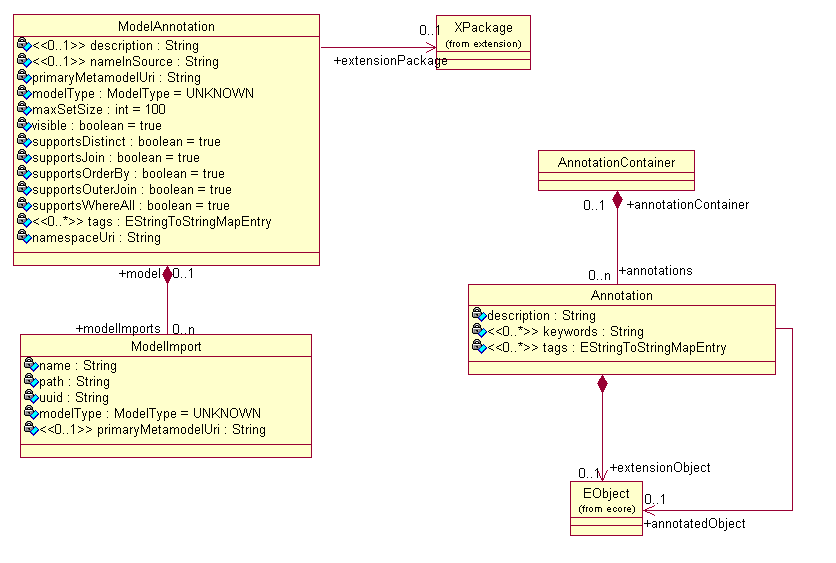 ModelAnnotation
<<0..1>> description : String
<<0..1>> nameInSource : String
primaryMetamodelUri : String
modelType : ModelType = UNKNOWN
maxSetSize : int = 100
visible : boolean = true
supportsDistinct : boolean = true
supportsJoin : boolean = true
supportsOrderBy : boolean = true
supportsOuterJoin : boolean = true
supportsWhereAll : boolean = true
<<0..*>> tags : EStringToStringMapEntry
namespaceUri : String
0..1
+extensionPackage
XPackage
(from extension)
+model
0..1
+modelImports
0..n
ModelImport
name : String
path : String
uuid : String
modelType : ModelType = UNKNOWN
<<0..1>> primaryMetamodelUri : String
AnnotationContainer
0..1
+annotationContainer
0..n
+annotations
Annotation
description : String
<<0..*>> keywords : String
<<0..*>> tags : EStringToStringMapEntry
0..1
+extensionObject
EObject
(from ecore)
0..1
+annotatedObject